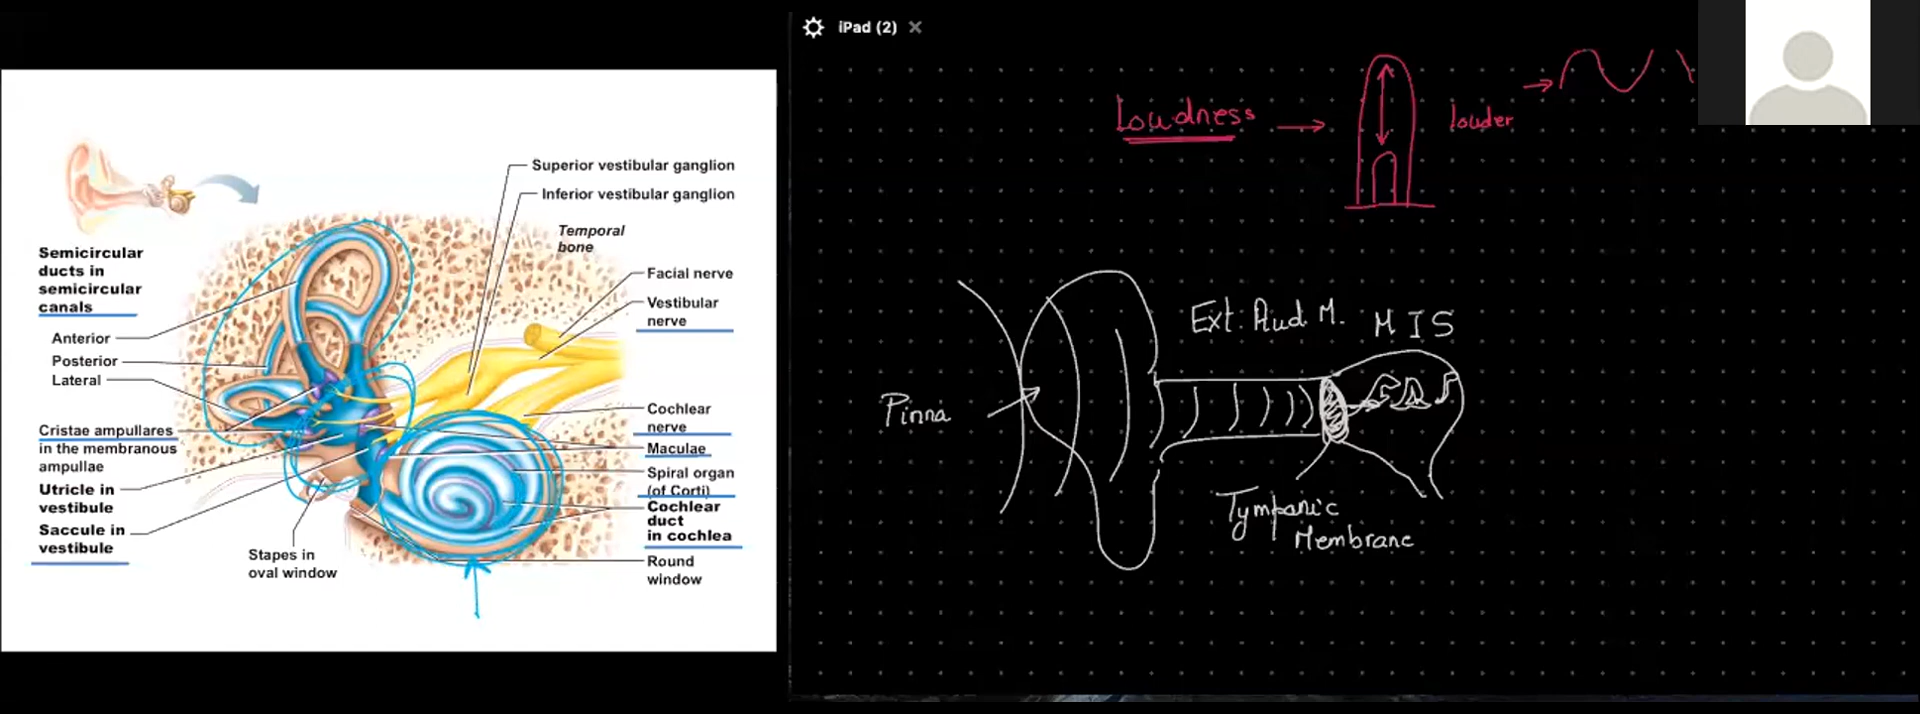 Superior vestibular ganglion
Inferior vestibular ganglion
Temporal
bone
Facial nerve
Vestibular
nerve
Semicircular
ducts in
semicircular
canals
Anterior
Posterior
Lateral
Cristae ampullares
in the membranous
ampullae
Utricle in
vestibule
Saccule in
vestibule
Stapes in
oval window
Cochlear
nerve
Maculae
Spiral organ
(of Corti)
Cochlear
duct
in cochlea
Round
window
iPad (2)
Loudness
louder
Pinna
Ext. Aud M.
M I S
Tympanic
Membrane